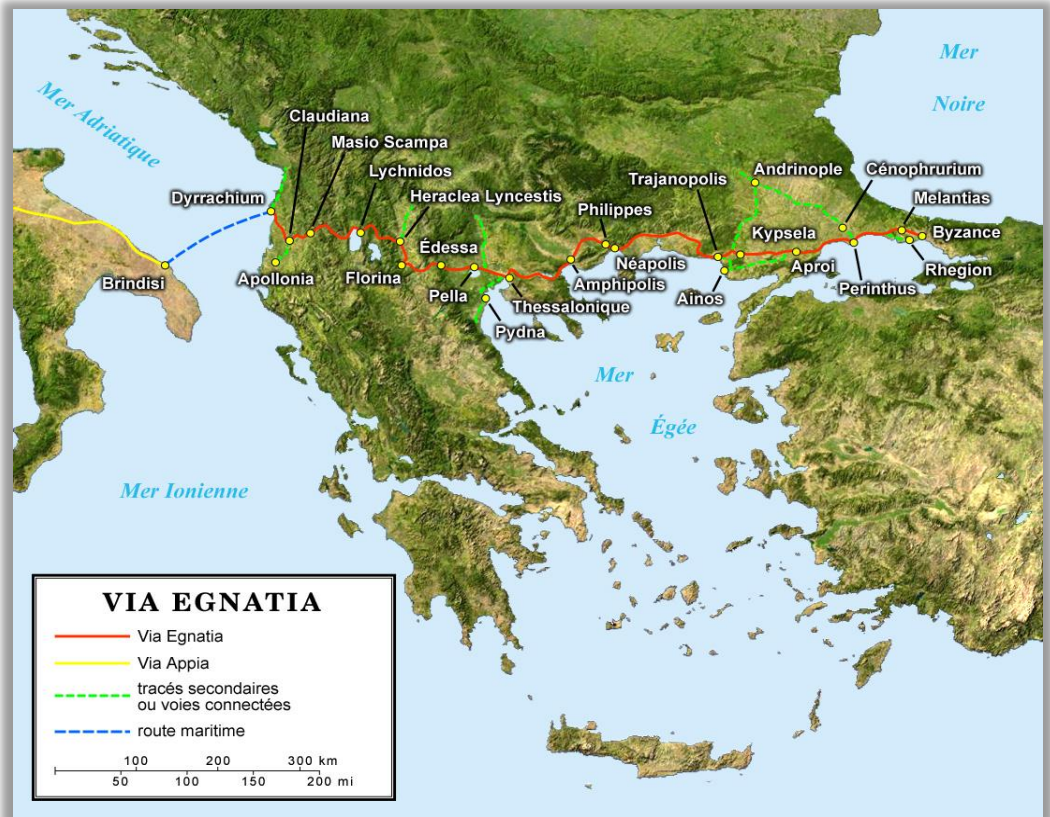 Mer
Noire
Mer Adriatique
Claudiana
Masio Scampa
Lychnidos
Dyrrachium
Heraclea Lyncestis
Trajanopolis
Andrinople
Cénophrurium
Melantias
Philippes
Kypsela
Byzance
Édessa
Néapolis
Brindisi
Apollonia
Florina
Pella
Amphipolis
Aproi
Rhegion
Perinthus
Ainos
Thessalonique
Pydna
Mer
Égée
Mer Ionienne
VIA EGNATIA
Via Egnatia
Via Appia
tracés secondaires
ou voies connectées
route maritime
100 200 300 km
50 100 150 200 mi